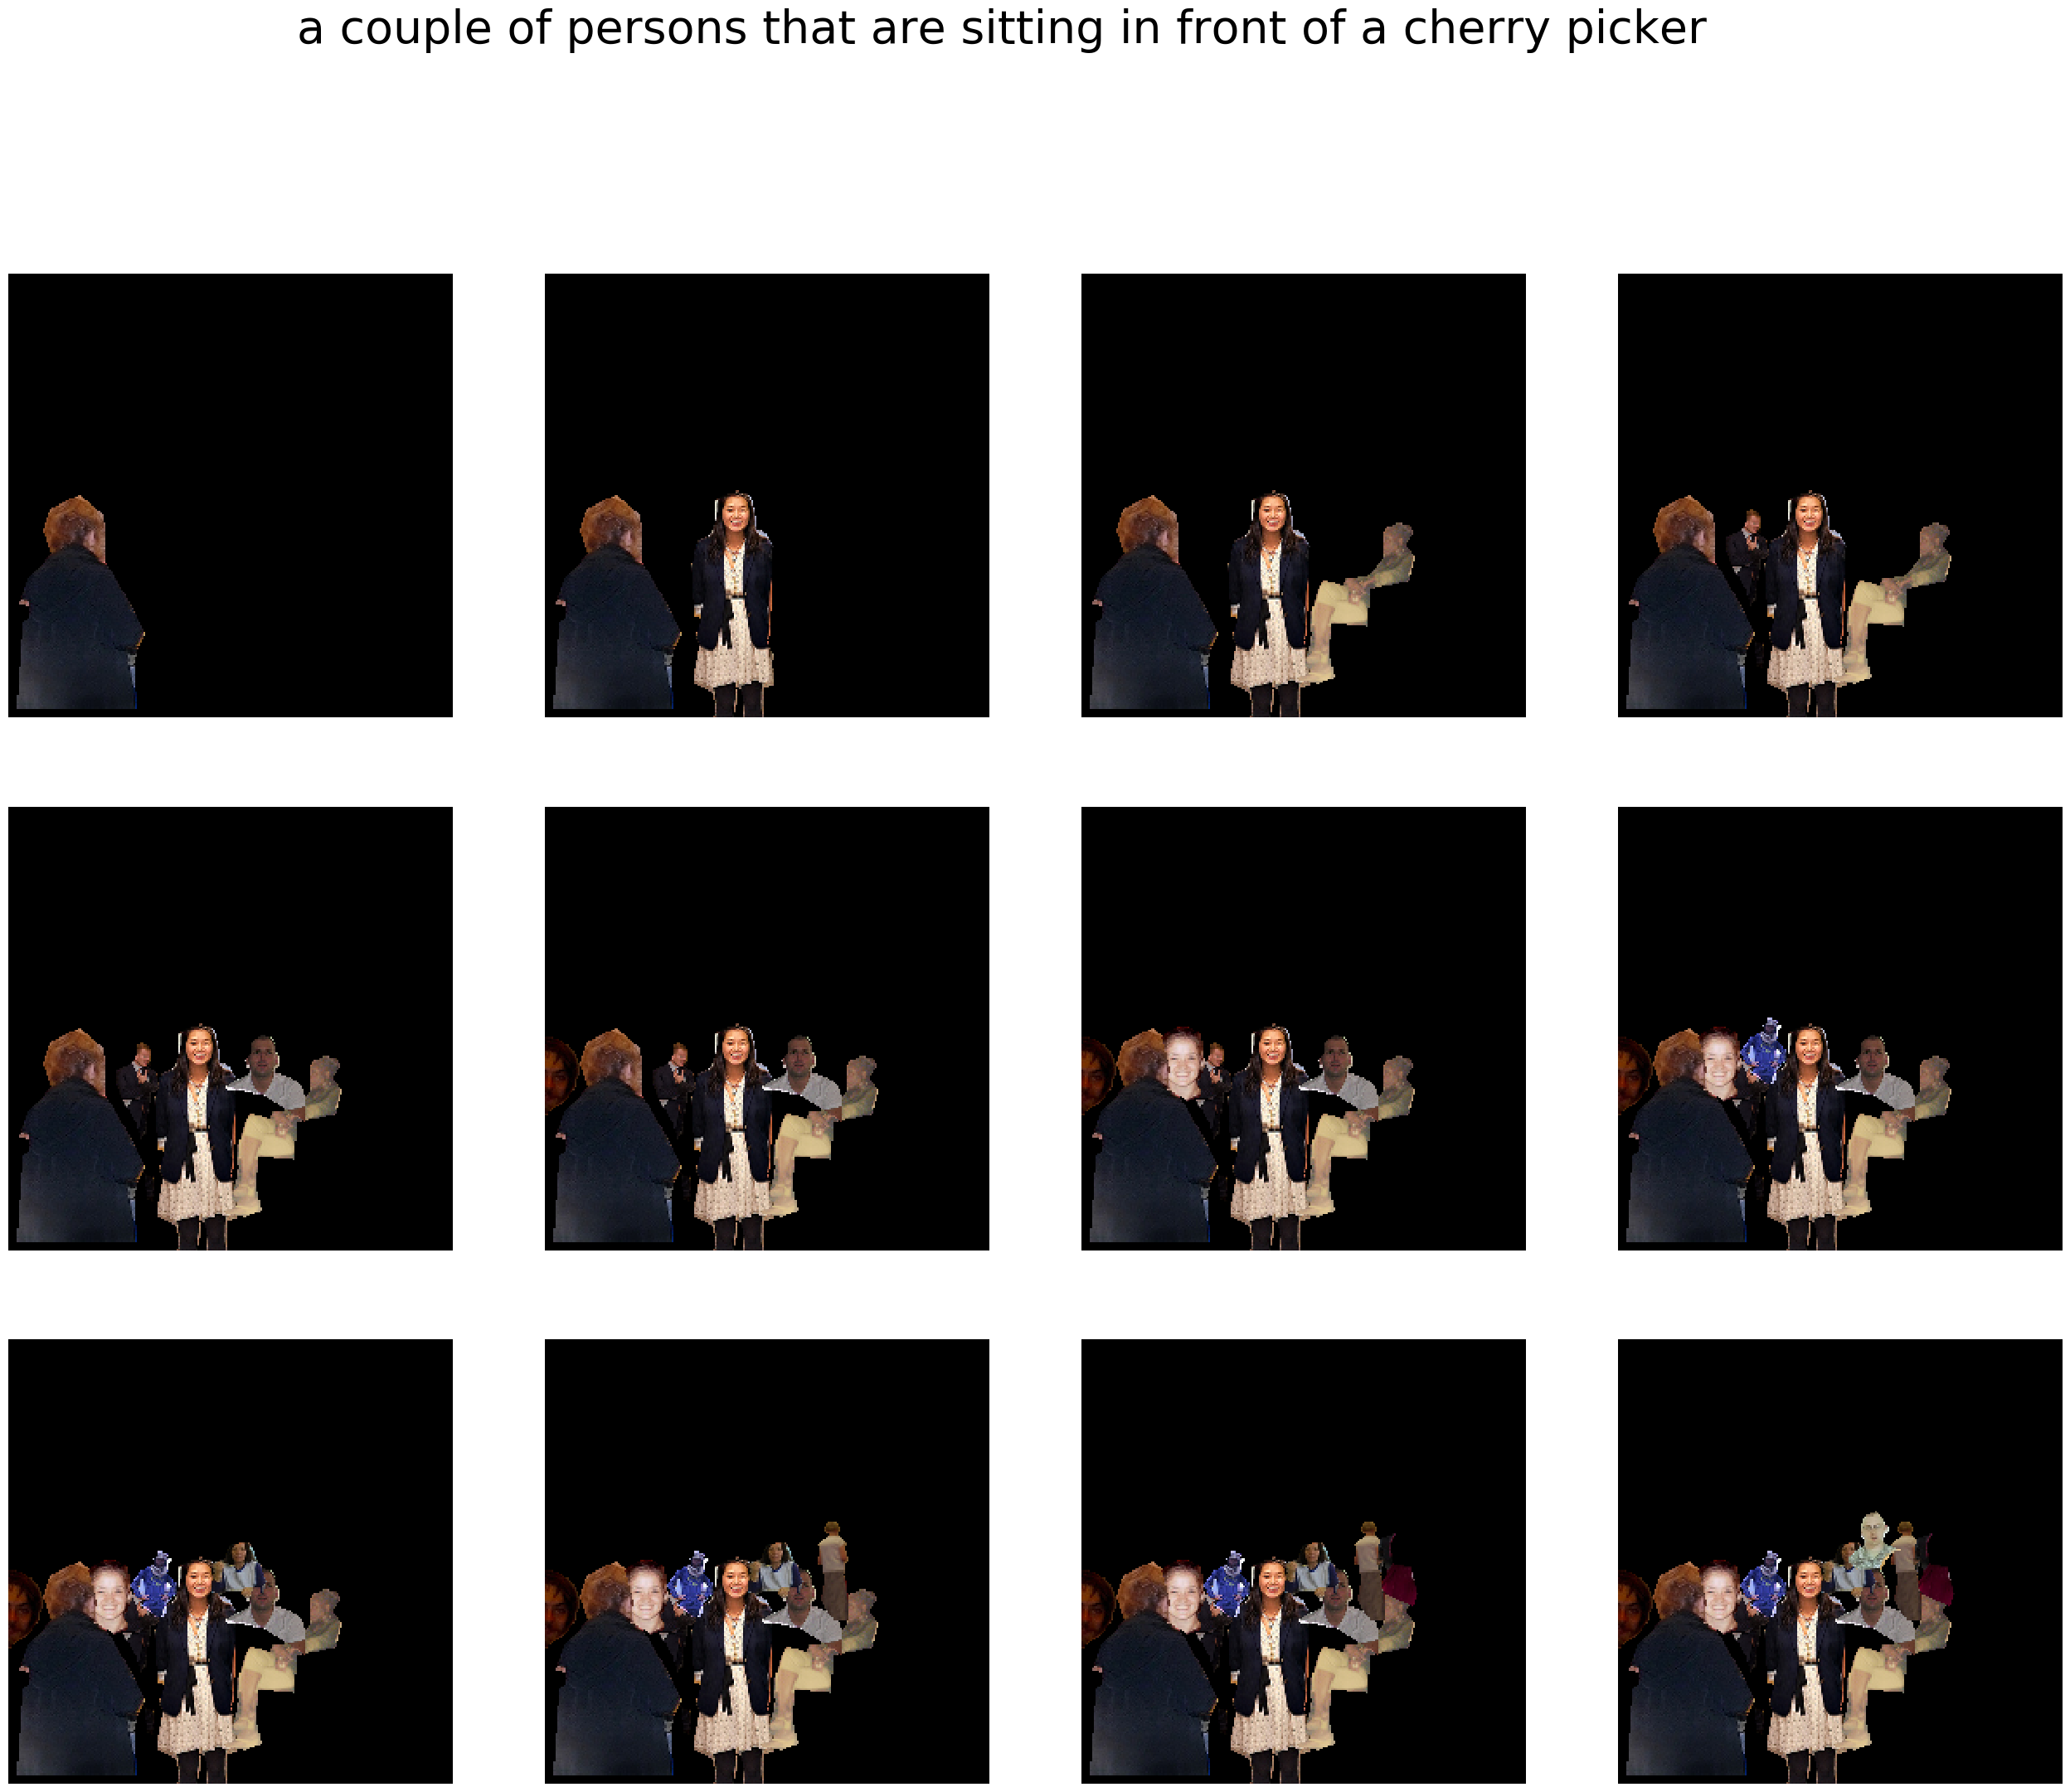 a couple of persons that are sitting in front of a cherry picker